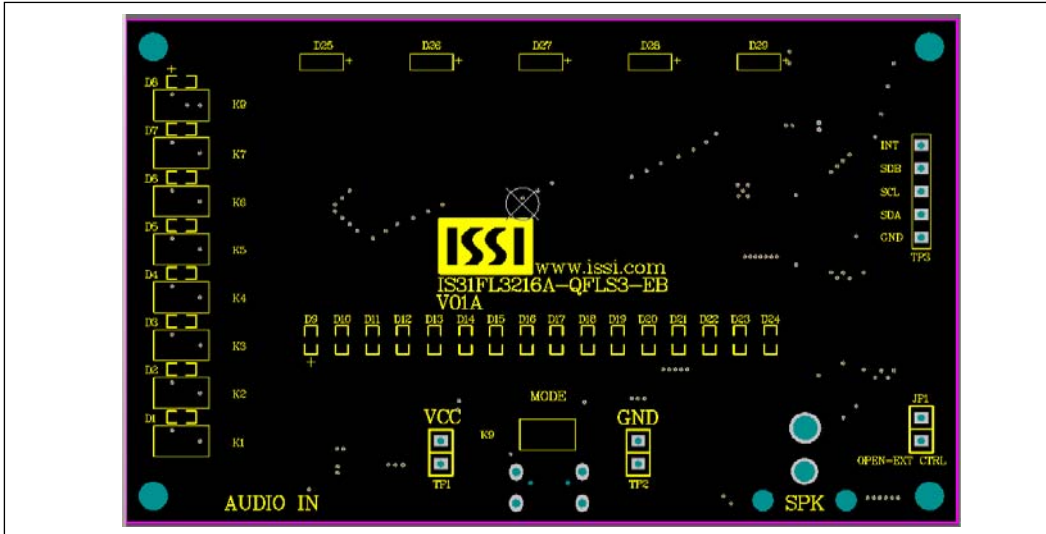 D25 D26 D27 D28 D29
D8
K9
D7
K7
D6
K6
D5
K5
D4
K4
D3
K3
D2
K2
D1
K1
INT
SDB
SCL
SDA
GND
TP3
ISSI
www.issi.com
IS31FL3216A-QFLS3-EB
V01A
D9 D10 D11 D12 D13 D14 D15 D16 D17 D18 D19 D20 D21 D22 D23 D24
MODE
VCC
K9
GND
TP1
TP2
JP1
OPEN=EXT CTRL
AUDIO IN
SPK